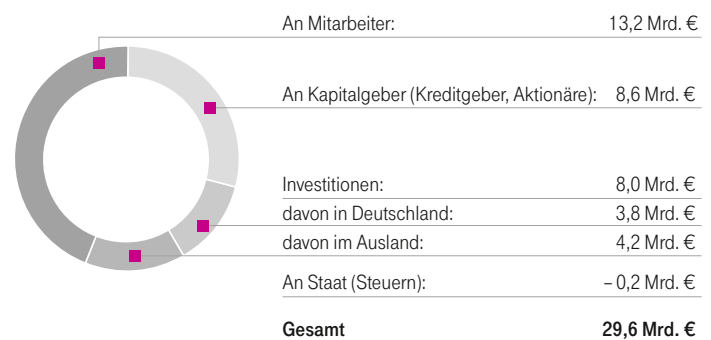 An Mitarbeiter: 13,2 Mrd. €
An Kapitalgeber (Kreditgeber, Aktionäre): 8,6 Mrd. €
Investitionen: 8,0 Mrd. €
davon in Deutschland: 3,8 Mrd. €
davon im Ausland: 4,2 Mrd. €
An Staat (Steuern): – 0,2 Mrd. €
Gesamt 29,6 Mrd. €